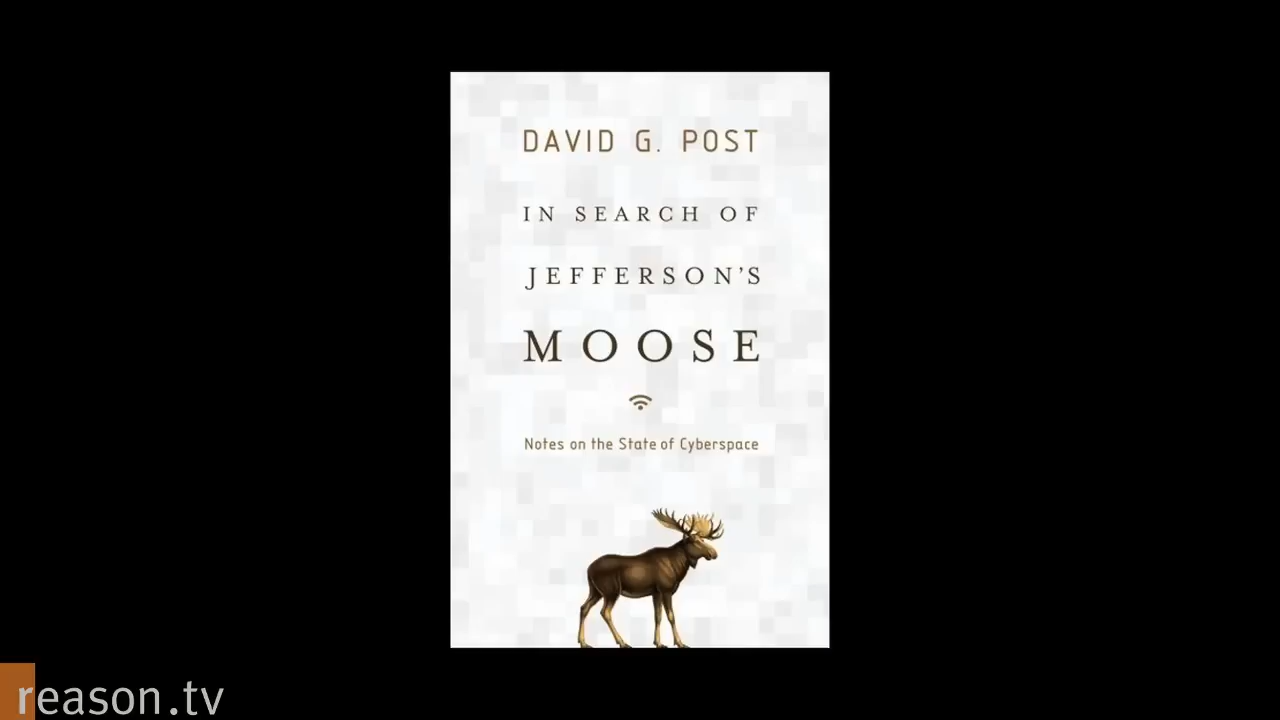 DAVID G. POST
IN SEARCH OF
JEFFERSON'S
MOOSE
Notes on the State of Cyberspace
reason.tv